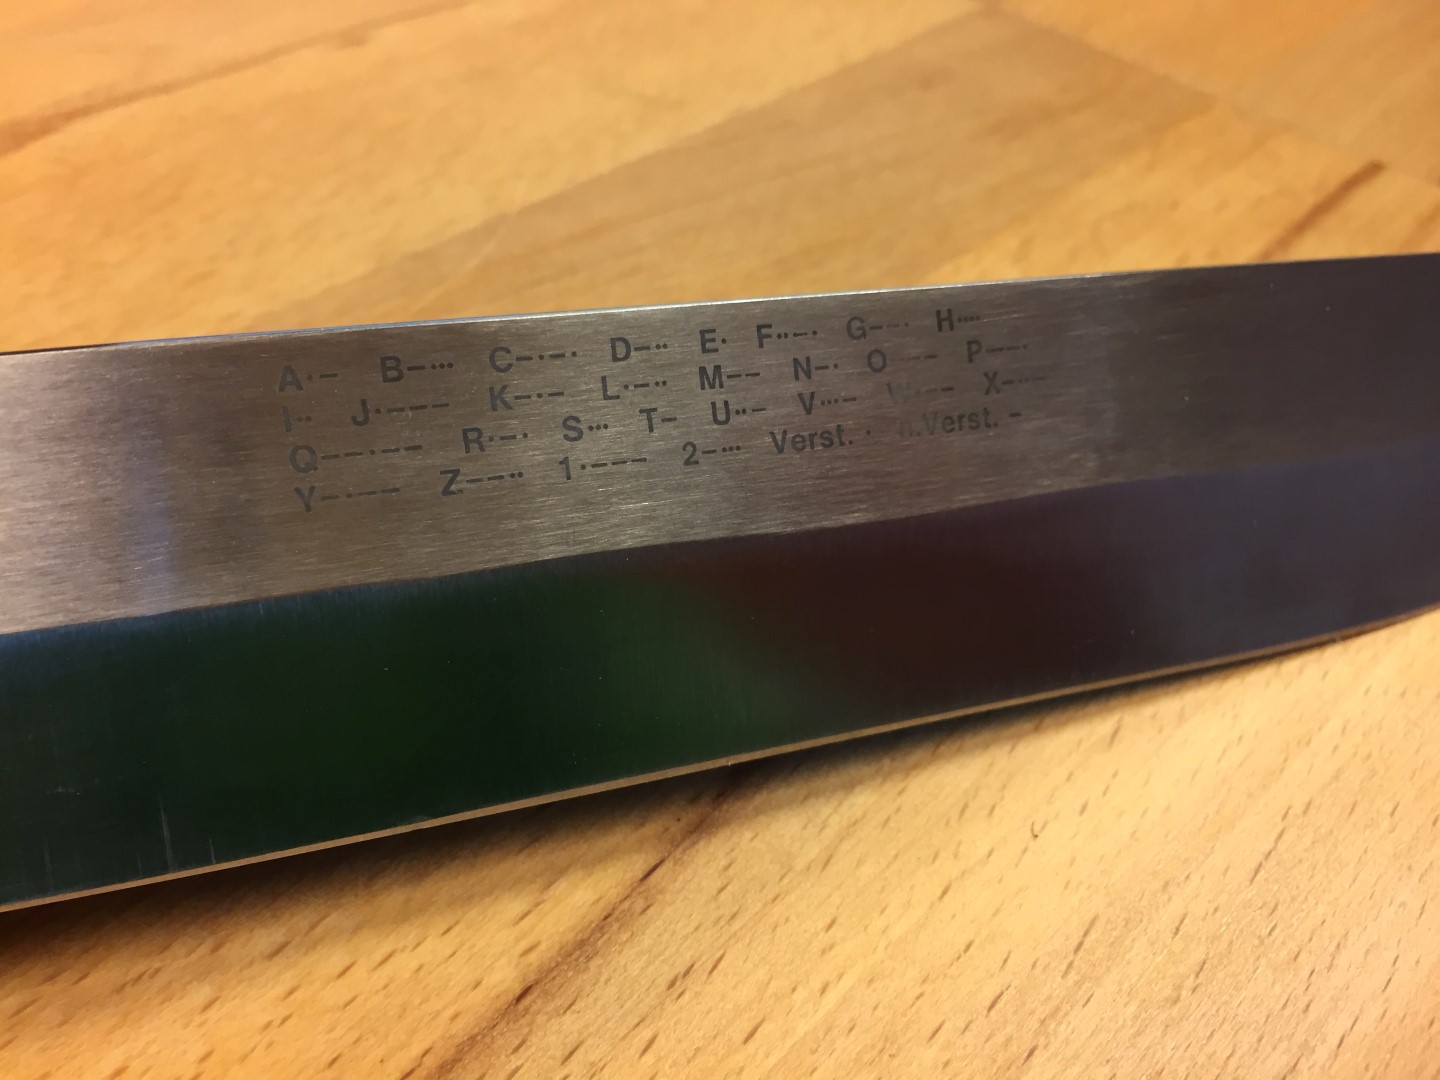 A·– B–··· C–·–· D–·· E· F··–· G––· H····
I·· J·––– K–·– L·–·· M–– N–· O ––– P·––·
Q––·– R·–· S··· T– U··– V···– W·–– X–··–
Y–·–– Z––·· 1·––– 2–··· Verst. · n.Verst. –